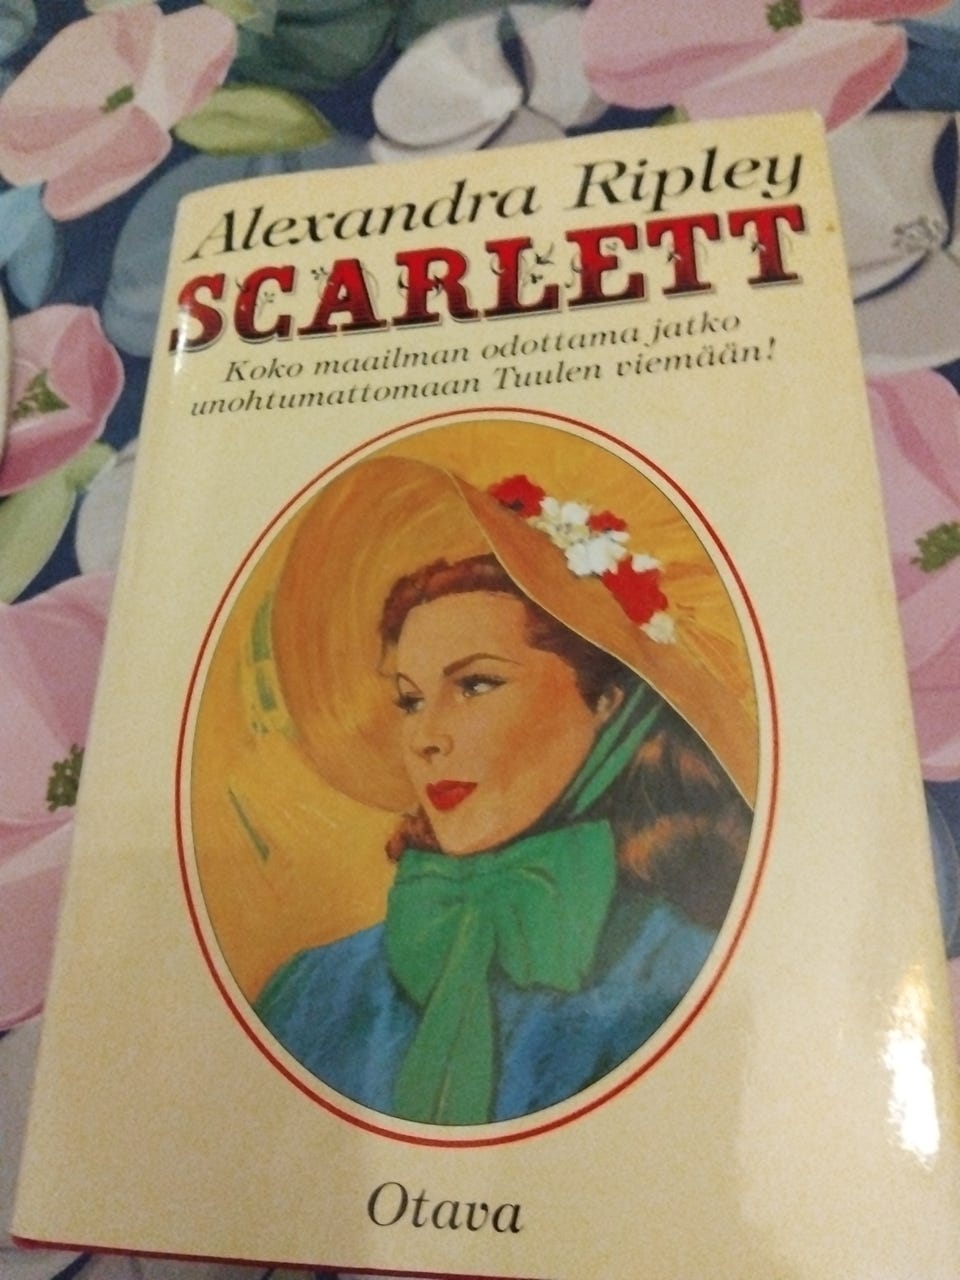 Alexandra Ripley
SCARLETT
Koko maailman odottama jatko
unohtumattomaan Tuulen viemään!
Otava